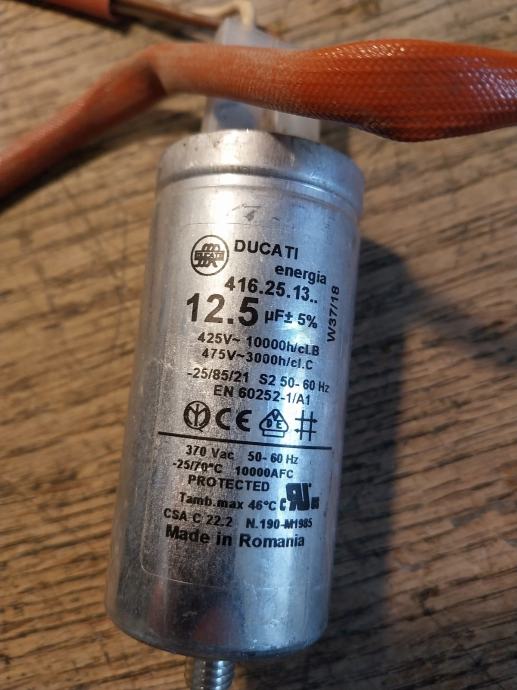 DUCATI
energia
416.25.13..
12.5 µF± 5%
425V~ 10000h/cl.B
475V~3000h/cl.C
-25/85/21 S2 50- 60 Hz
EN 60252-1/A1
W37/18
CE
VDE
370 Vac 50- 60 Hz
-25/70°C 10000AFC
PROTECTED
Tamb.max 46°C
CSA C 22.2 N.190-M1985
Made in Romania